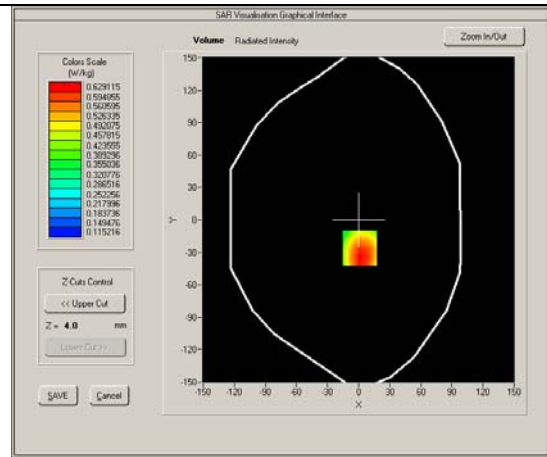 SAR Visualisation Graphical Interface
Volume Radiated Intensity
Zoom In/Out
Colors Scale
(W/kg)
0.629115
0.594855
0.560595
0.526335
0.492075
0.457815
0.423555
0.389296
0.355036
0.320776
0.286516
0.252256
0.217996
0.183736
0.149476
0.115216
Z Cuts Control
<< Upper Cut
Z = 4.0 mm
Lower Cut >>
SAVE Cancel
150-
120-
90-
60-
30-
0-
-30-
-60-
-90-
-120-
-150-
Y
-150 -120 -90 -60 -30 0 30 60 90 120 150
X